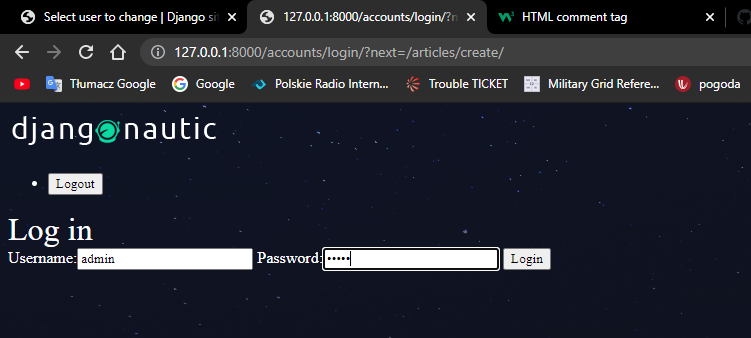 Select user to change | Django sit
127.0.0.1:8000/accounts/login/?n
HTML comment tag
127.0.0.1:8000/accounts/login/?next=/articles/create/
Tłumacz Google
Google
Polskie Radio Intern...
Trouble TICKET
Military Grid Refere...
pogoda
djangonautic
Logout
Log in
Username: admin Password: ••••• Login